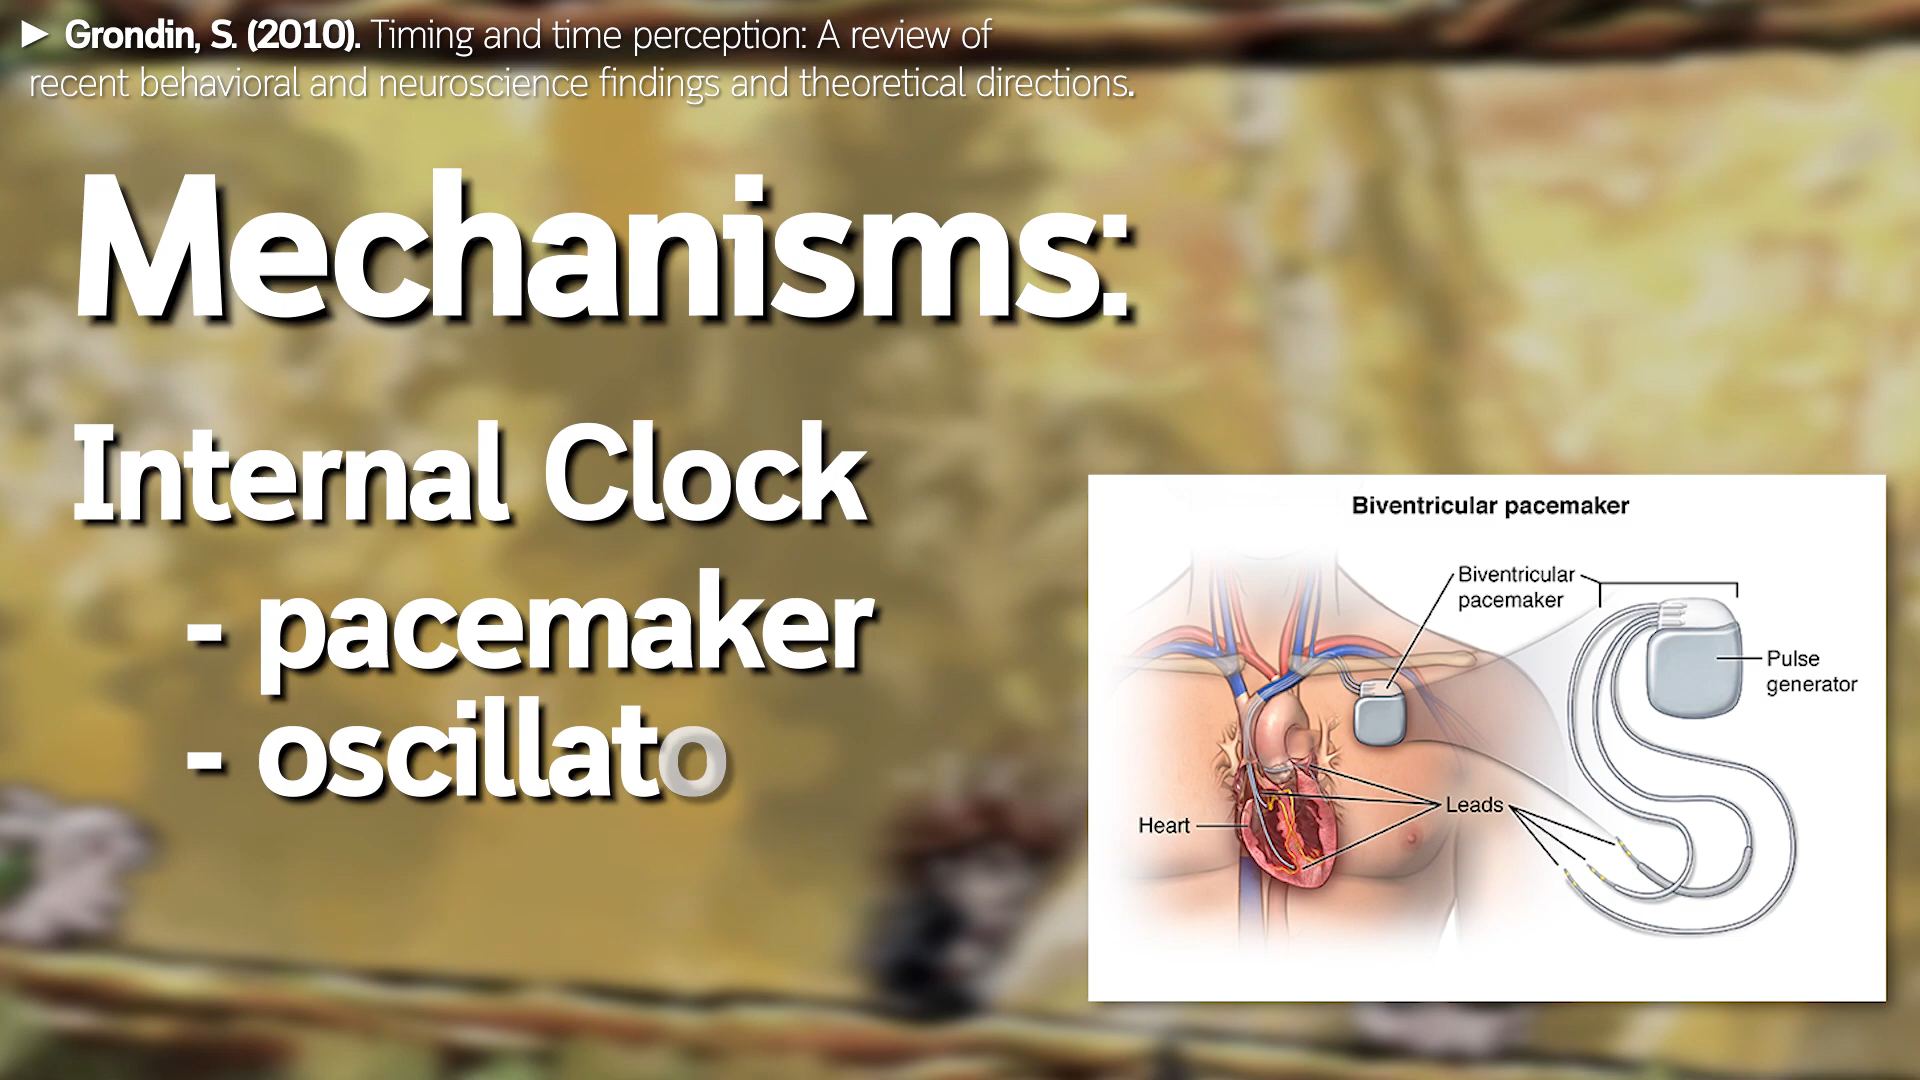 ► Grondin, S. (2010). Timing and time perception: A review of
recent behavioral and neuroscience findings and theoretical directions.
Mechanisms:
Internal Clock
- pacemaker
- oscillato
Biventricular pacemaker
Biventricular
pacemaker
Pulse
generator
Leads
Heart